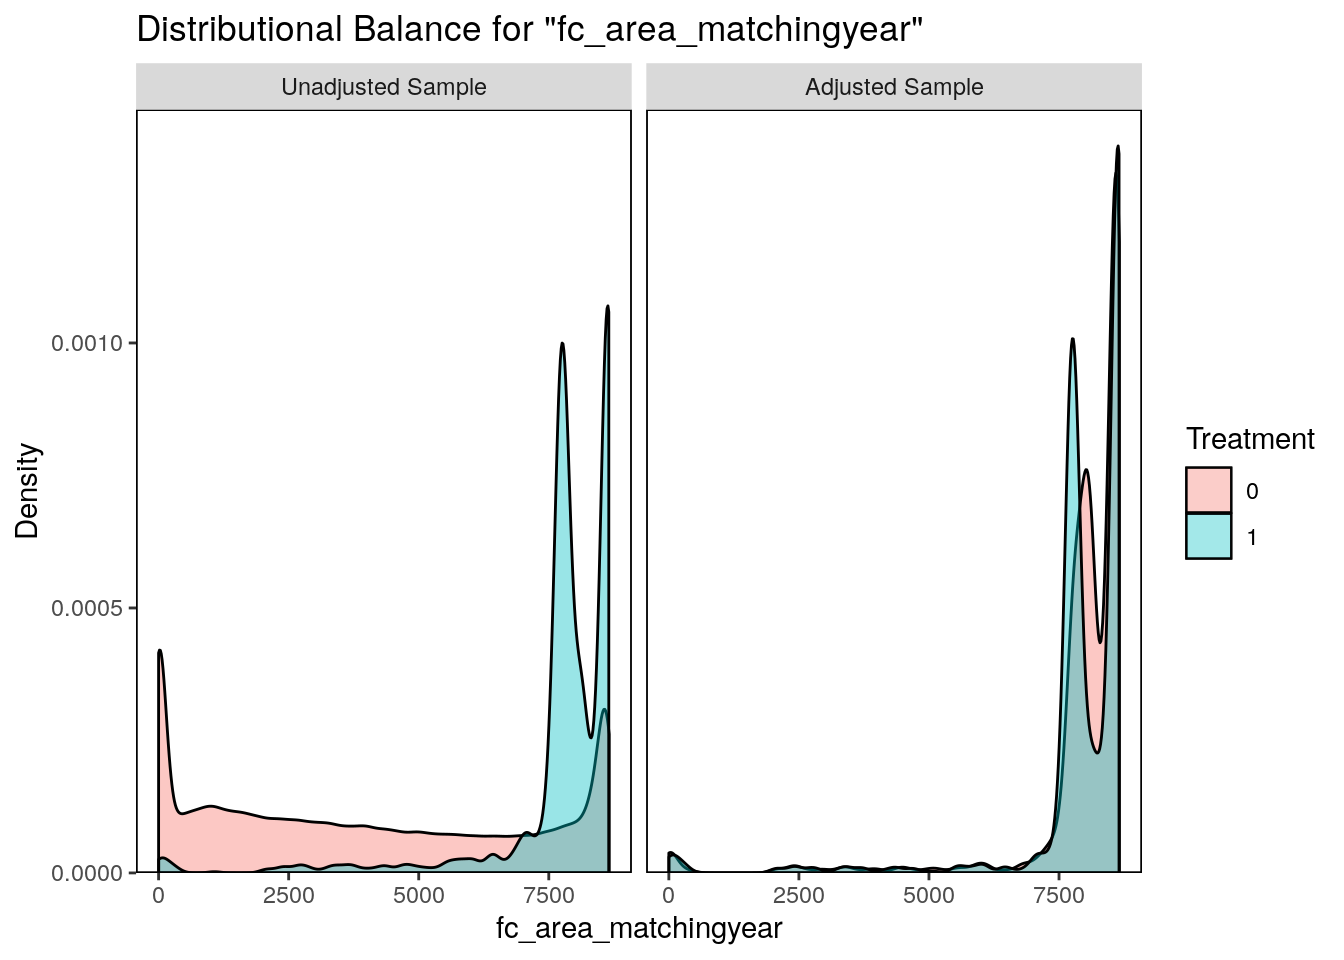 Distributional Balance for "fc_area_matchingyear"
Unadjusted Sample
Adjusted Sample
Density
0.0010
0.0005
0.0000
0
2500
5000
7500
0
2500
5000
7500
fc_area_matchingyear
Treatment
0
1